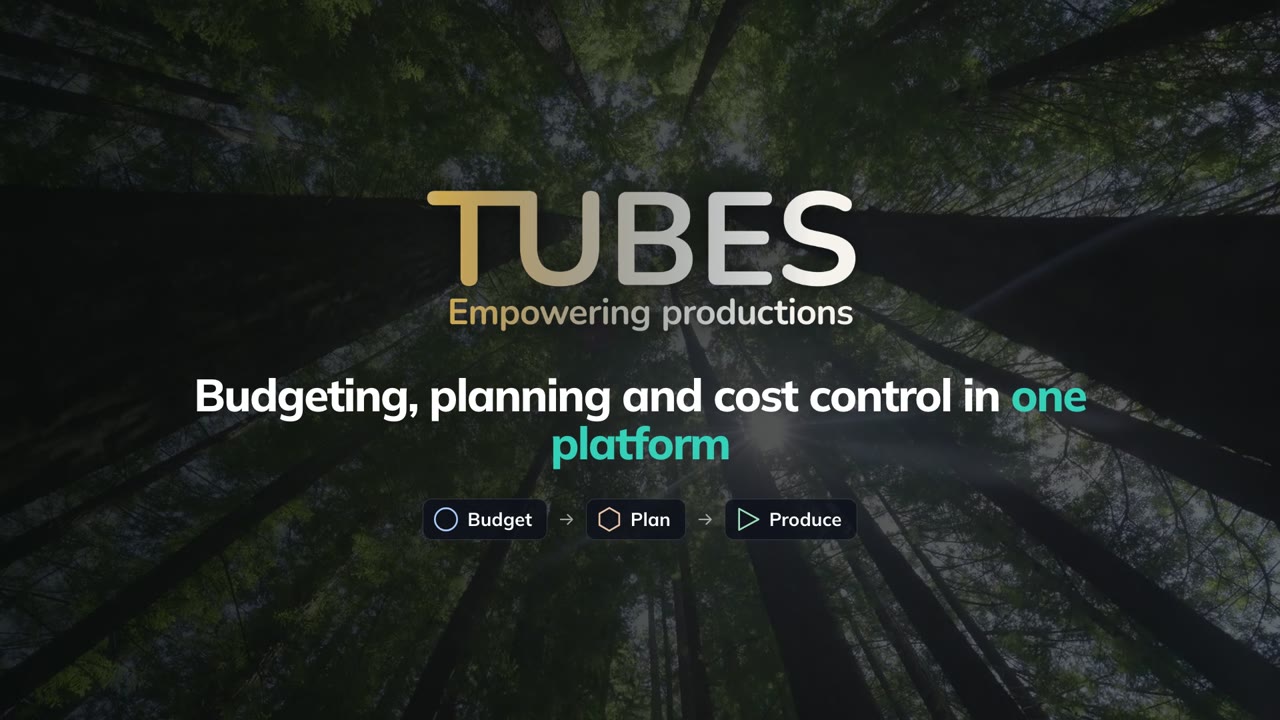 TUBES
Empowering productions
Budgeting, planning and cost control in one
platform
Budget → Plan → Produce